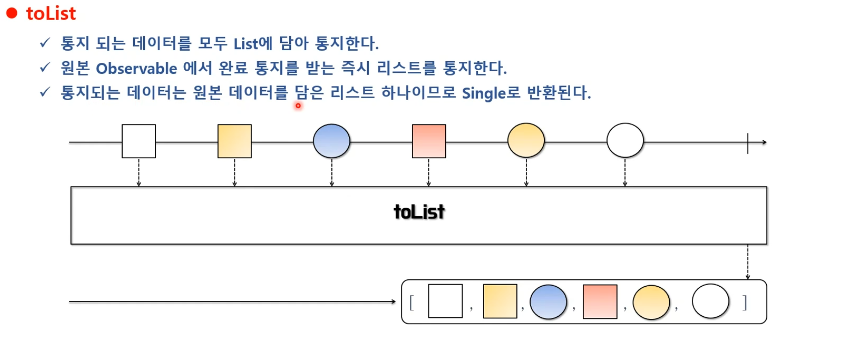 toList
✓ 통지 되는 데이터를 모두 List에 담아 통지한다.
✓ 원본 Observable 에서 완료 통지를 받는 즉시 리스트를 통지한다.
✓ 통지되는 데이터는 원본 데이터를 담은 리스트 하나이므로 Single로 반환된다.
toList
[ , , , , , ]